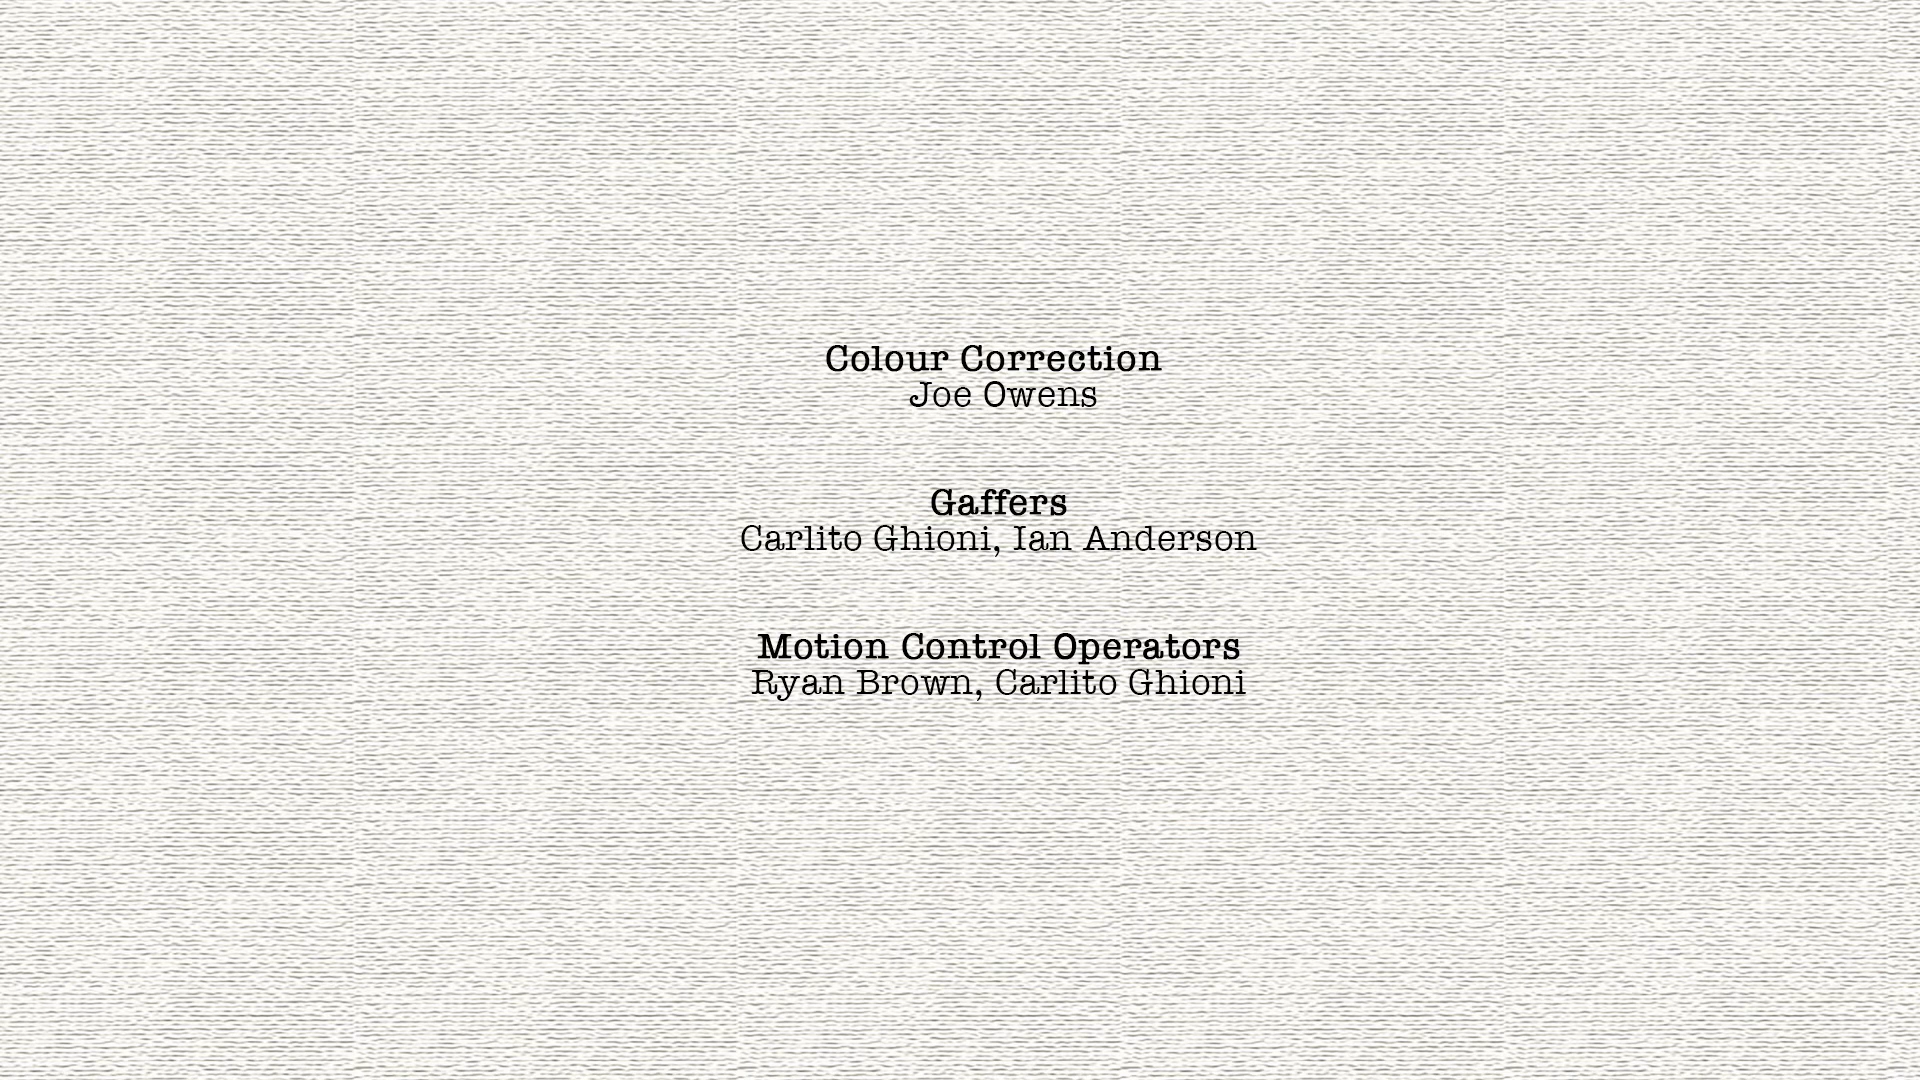 Colour Correction
Joe Owens
Gaffers
Carlito Ghioni, Ian Anderson
Motion Control Operators
Ryan Brown, Carlito Ghioni